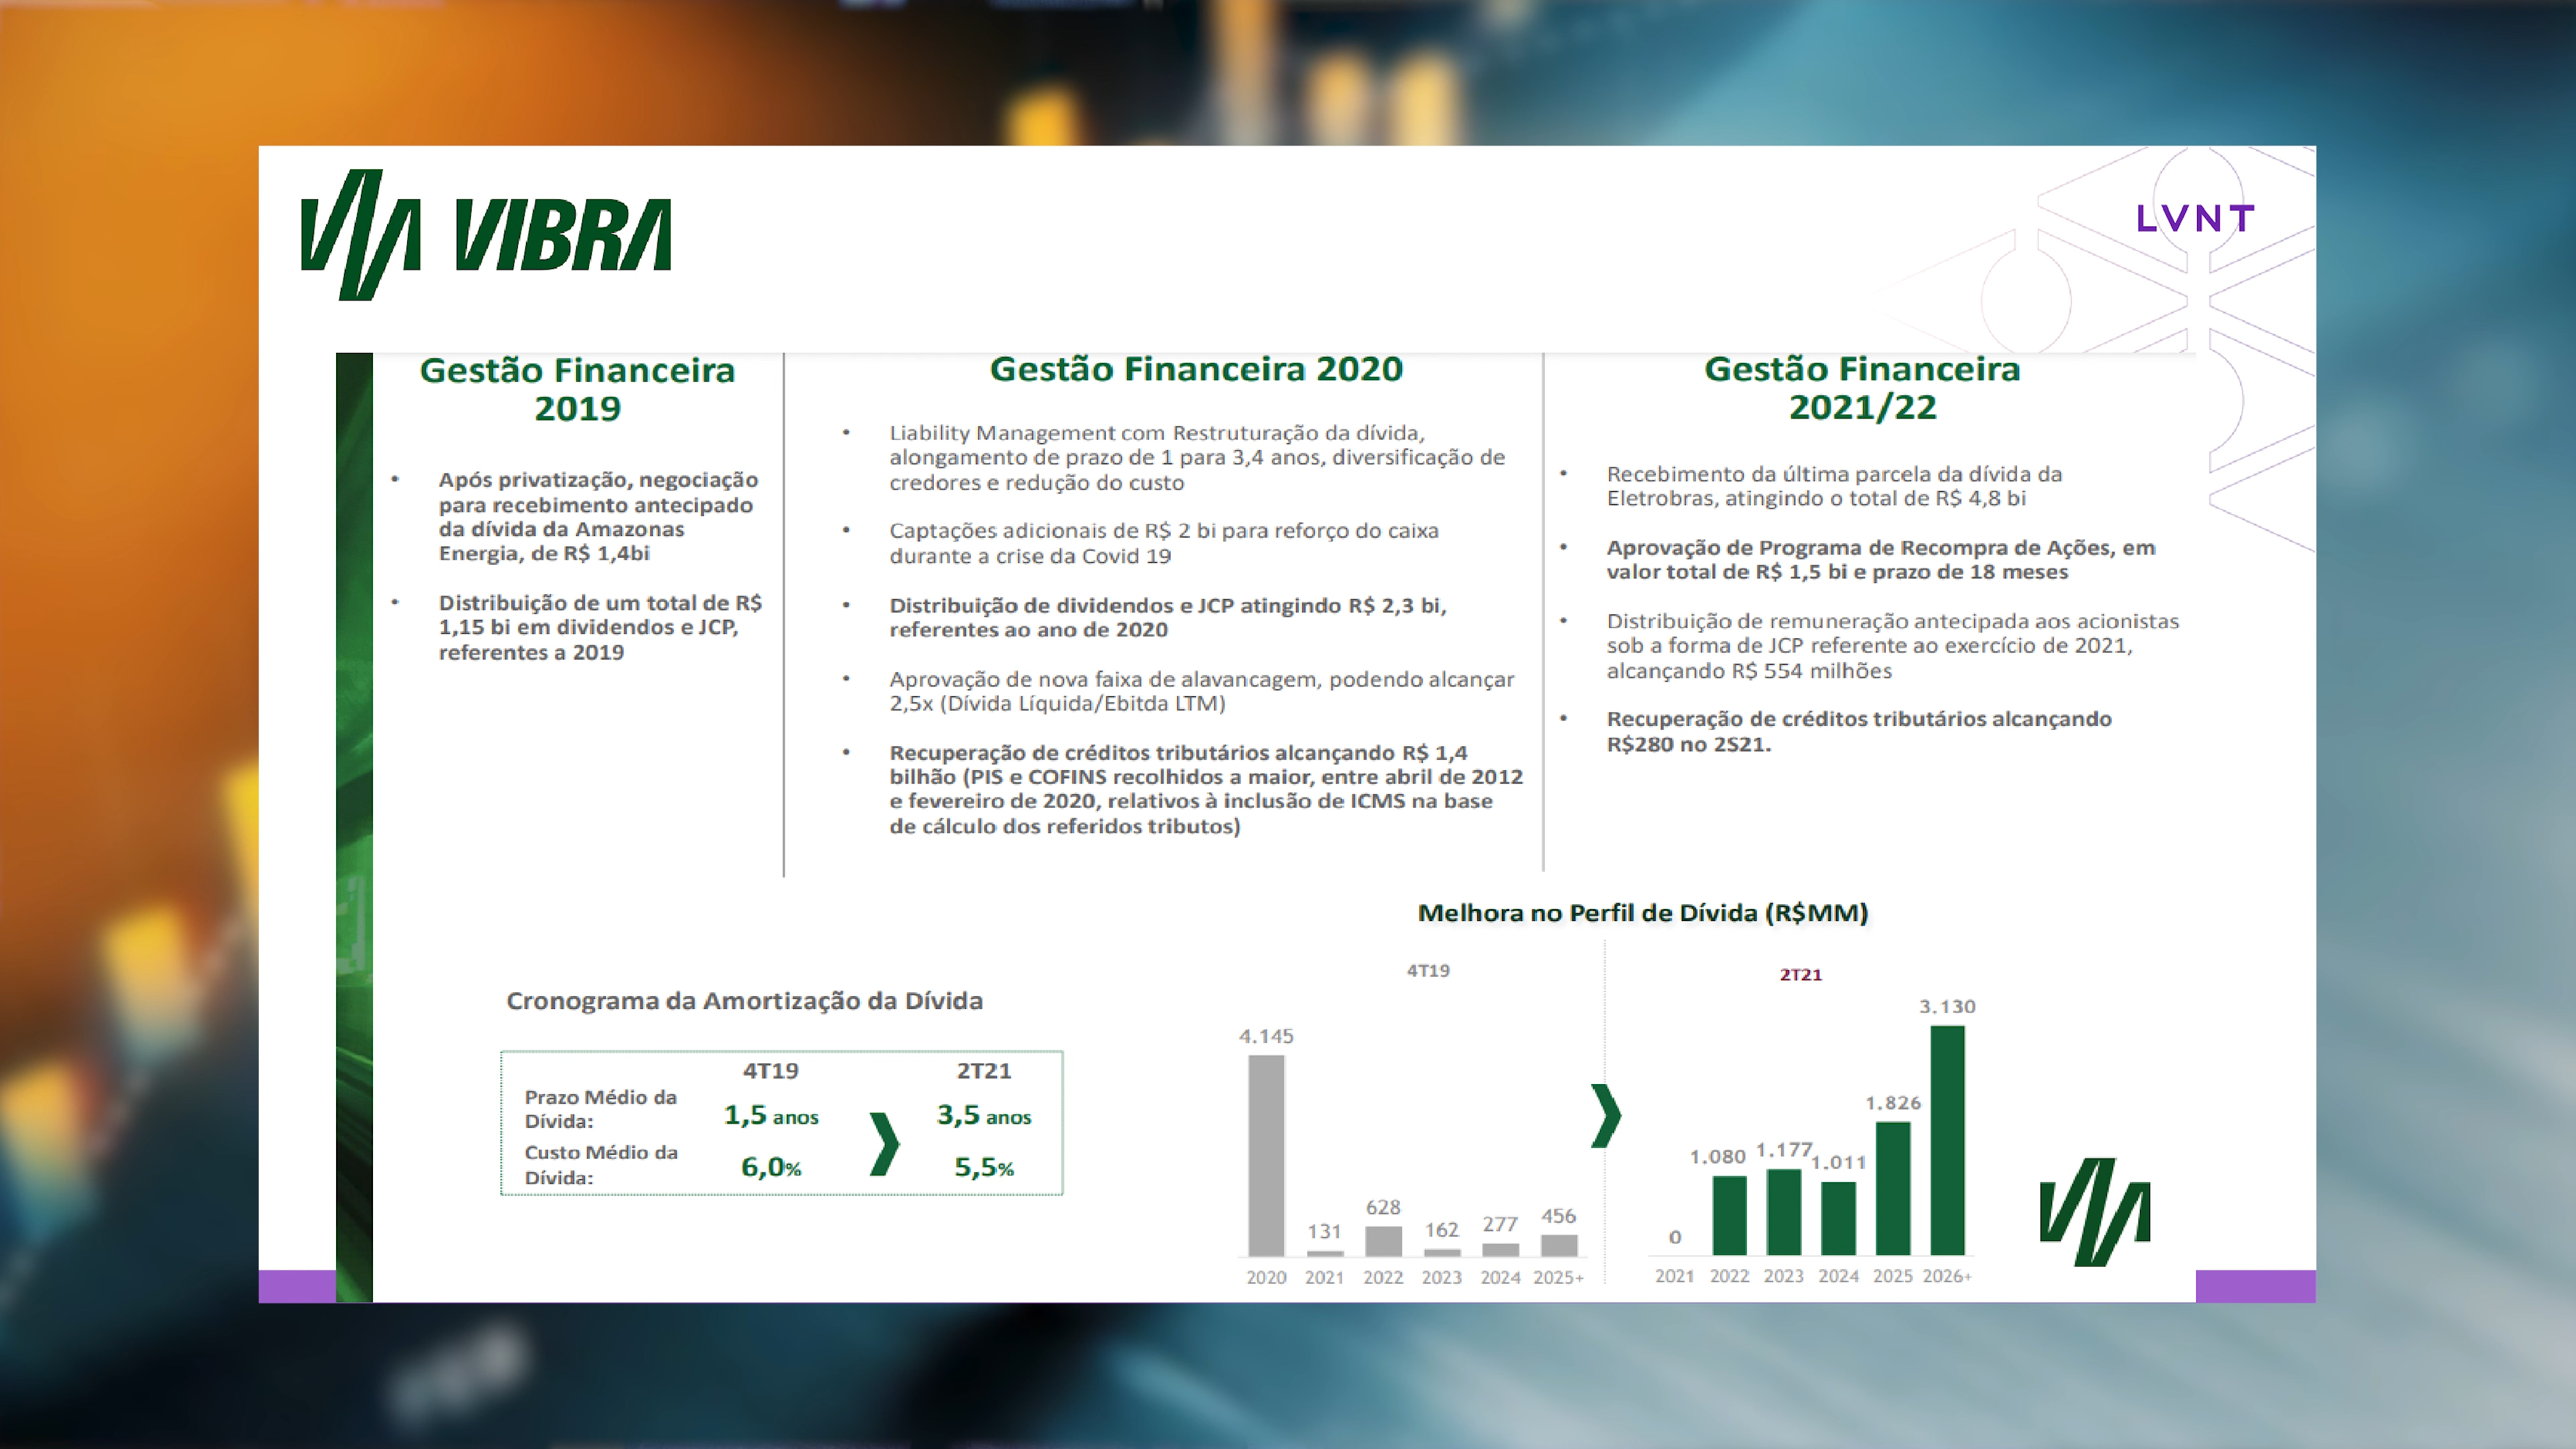 VIBRA
LVNT
Gestão Financeira
2019
Após privatização, negociação
para recebimento antecipado
da dívida da Amazonas
Energia, de R$ 1,4bi
Distribuição de um total de R$
1,15 bi em dividendos e JCP,
referentes a 2019
Gestão Financeira 2020
Liability Management com Restruturação da dívida,
alongamento de prazo de 1 para 3,4 anos, diversificação de
credores e redução do custo
Captações adicionais de R$ 2 bi para reforço do caixa
durante a crise da Covid 19
Distribuição de dividendos e JCP atingindo R$ 2,3 bi,
referentes ao ano de 2020
Aprovação de nova faixa de alavancagem, podendo alcançar
2,5x (Dívida Líquida/Ebitda LTM)
Recuperação de créditos tributários alcançando R$ 1,4
bilhão (PIS e COFINS recolhidos a maior, entre abril de 2012
e fevereiro de 2020, relativos à inclusão de ICMS na base
de cálculo dos referidos tributos)
Gestão Financeira
2021/22
Recebimento da última parcela da dívida da
Eletrobras, atingindo o total de R$ 4,8 bi
Aprovação de Programa de Recompra de Ações, em
valor total de R$ 1,5 bi e prazo de 18 meses
Distribuição de remuneração antecipada aos acionistas
sob a forma de JCP referente ao exercício de 2021,
alcançando R$ 554 milhões
Recuperação de créditos tributários alcançando
R$280 no 2S21.
Cronograma da Amortização da Dívida
4T19 2T21
Prazo Médio da
Dívida: 1,5 anos 3,5 anos
Custo Médio da
Dívida: 6,0% 5,5%
Melhora no Perfil de Dívida (R$MM)
4T19
4.145 131 628 162 277 456
2020 2021 2022 2023 2024 2025+
2T21
0 1.080 1.177 1.011 1.826 3.130
2021 2022 2023 2024 2025 2026+